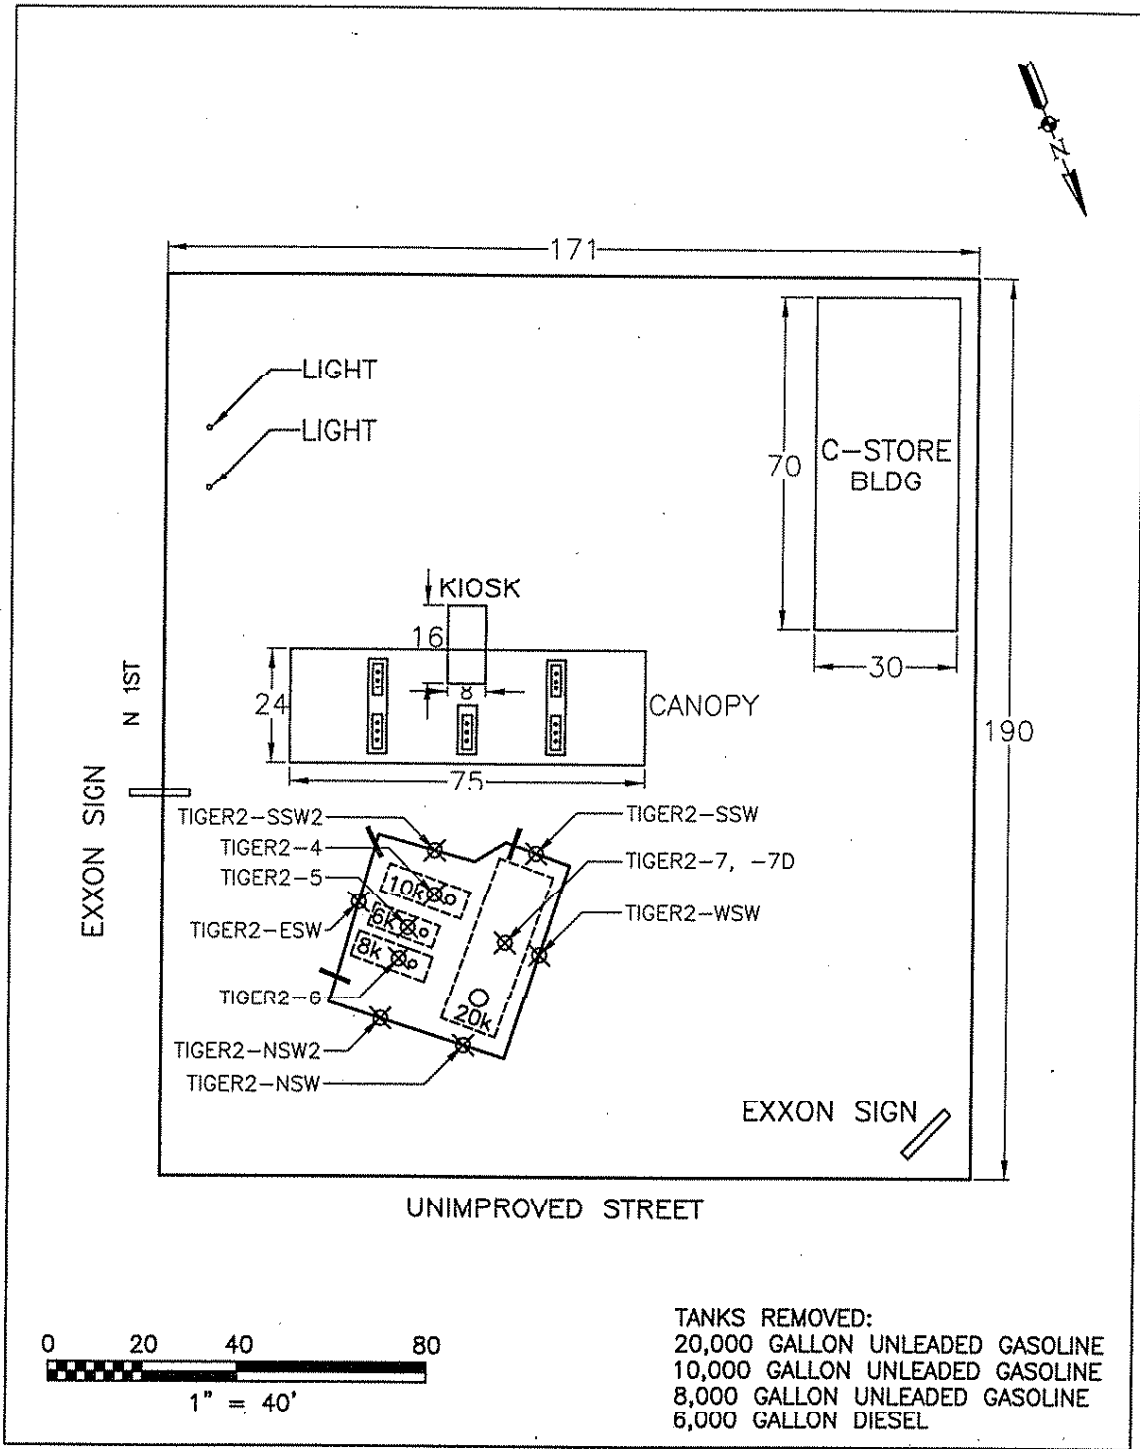 N
171
LIGHT
LIGHT
70
C-STORE
BLDG
KIOSK
16
30
N 1ST
24
8
CANOPY
190
75
EXXON SIGN
TIGER2-SSW2
TIGER2-SSW
TIGER2-4
TIGER2-7, -7D
TIGER2-5
10k
TIGER2-ESW
6k
TIGER2-WSW
8k
TIGER2-6
20k
TIGER2-NSW2
TIGER2-NSW
EXXON SIGN
UNIMPROVED STREET
0 20 40 80
1" = 40'
TANKS REMOVED:
20,000 GALLON UNLEADED GASOLINE
10,000 GALLON UNLEADED GASOLINE
8,000 GALLON UNLEADED GASOLINE
6,000 GALLON DIESEL